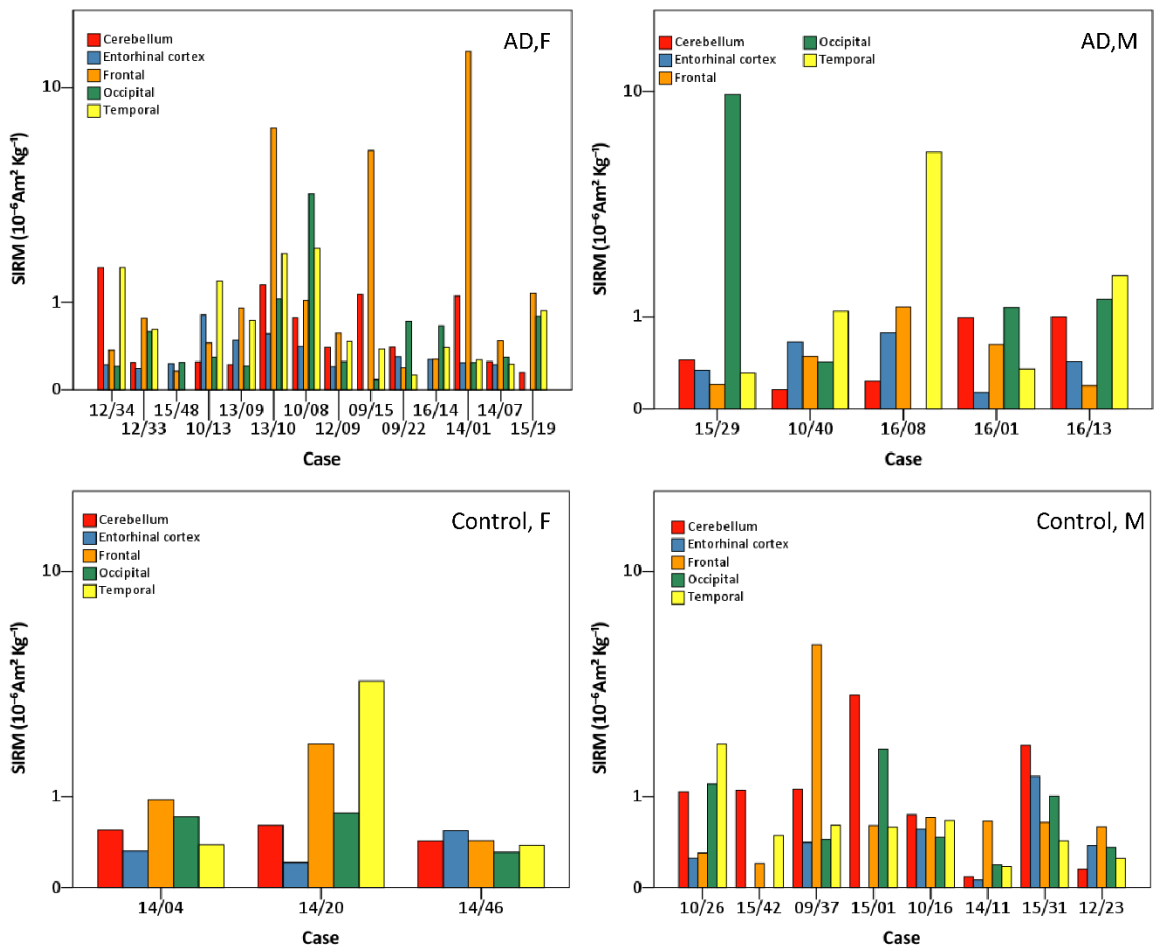 AD,F
Cerebellum
Entorhinal cortex
Frontal
Occipital
Temporal
10
1
0
SIRM (10⁻⁶Am² Kg⁻¹)
12/34 15/48 13/09 10/08 09/15 16/14 14/07
12/33 10/13 13/10 12/09 09/22 14/01 15/19
Case
AD,M
Cerebellum Occipital
Entorhinal cortex Temporal
Frontal
10
1
0
SIRM (10⁻⁶Am² Kg⁻¹)
15/29 10/40 16/08 16/01 16/13
Case
Control, F
Cerebellum
Entorhinal cortex
Frontal
Occipital
Temporal
10
1
0
SIRM (10⁻⁶Am² Kg⁻¹)
14/04 14/20 14/46
Case
Control, M
Cerebellum
Entorhinal cortex
Frontal
Occipital
Temporal
10
1
0
SIRM (10⁻⁶Am² Kg⁻¹)
10/26 15/42 09/37 15/01 10/16 14/11 15/31 12/23
Case